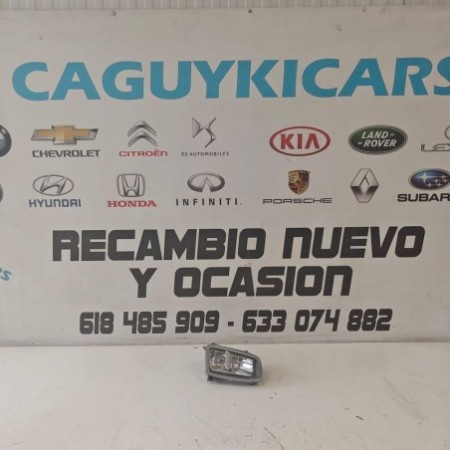 CAGUYKICARS
CHEVROLET CITROËN DS AUTOMOBILES KIA LAND ROVER
HYUNDAI HONDA INFINITI PORSCHE SUBAR
RECAMBIO NUEVO
Y OCASION
618 485 909 - 633 074 882